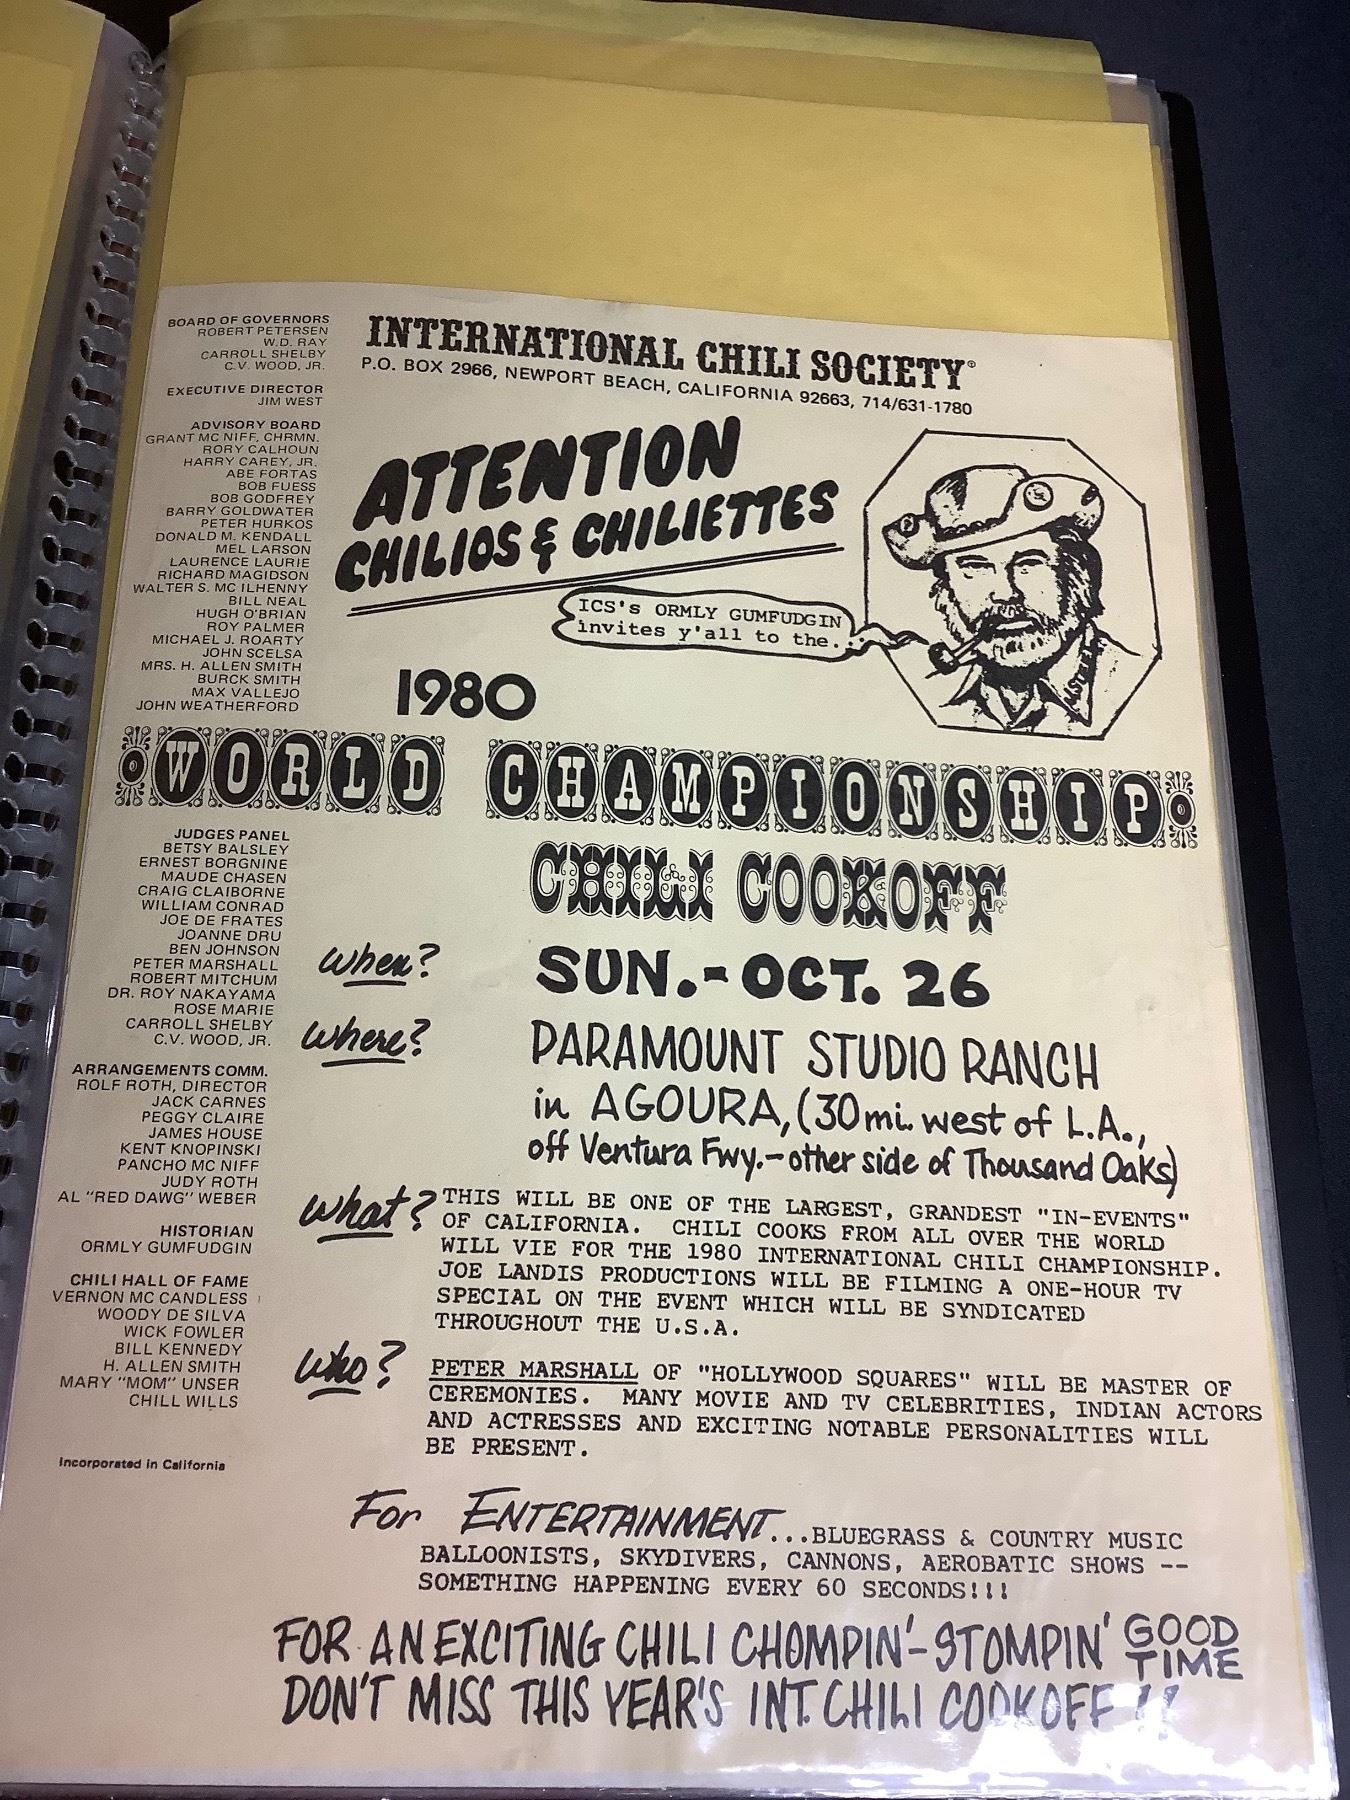 BOARD OF GOVERNORS
ROBERT PETERSEN
W.D. RAY
CARROLL SHELBY
C.V. WOOD, JR.
EXECUTIVE DIRECTOR
JIM WEST
ADVISORY BOARD
GRANT MC NIFF, CHRMN.
RORY CALHOUN
HARRY CAREY, JR.
ABE FORTAS
BOB FUESS
BOB GODFREY
BARRY GOLDWATER
PETER HURKOS
DONALD M. KENDALL
MEL LARSON
LAURENCE LAURIE
RICHARD MAGIDSON
WALTER S. MC ILHENNY
BILL NEAL
HUGH O'BRIAN
ROY PALMER
MICHAEL J. ROARTY
JOHN SCELSA
MRS. H. ALLEN SMITH
BURCK SMITH
MAX VALLEJO
JOHN WEATHERFORD
INTERNATIONAL CHILI SOCIETY®
P.O. BOX 2966, NEWPORT BEACH, CALIFORNIA 92663, 714/631-1780
ATTENTION
CHILIOS & CHILIETTES
ICS's ORMLY GUMFUDGIN
invites y'all to the.
1980
WORLD CHAMPIONSHIP
CHILI COOKOFF
JUDGES PANEL
BETSY BALSLEY
ERNEST BORGNINE
MAUDE CHASEN
CRAIG CLAIBORNE
WILLIAM CONRAD
JOE DE FRATES
JOANNE DRU
BEN JOHNSON
PETER MARSHALL
ROBERT MITCHUM
DR. ROY NAKAYAMA
ROSE MARIE
CARROLL SHELBY
C.V. WOOD, JR.
ARRANGEMENTS COMM.
ROLF ROTH, DIRECTOR
JACK CARNES
PEGGY CLAIRE
JAMES HOUSE
KENT KNOPINSKI
PANCHO MC NIFF
JUDY ROTH
AL "RED DAWG" WEBER
HISTORIAN
ORMLY GUMFUDGIN
CHILI HALL OF FAME
VERNON MC CANDLESS
WOODY DE SILVA
WICK FOWLER
BILL KENNEDY
H. ALLEN SMITH
MARY "MOM" UNSER
CHILL WILLS
Incorporated in California
when? SUN.-OCT. 26
where? PARAMOUNT STUDIO RANCH
in AGOURA, (30 mi. west of L.A.,
off Ventura Fwy.-other side of Thousand Oaks)
what? THIS WILL BE ONE OF THE LARGEST, GRANDEST "IN-EVENTS"
OF CALIFORNIA. CHILI COOKS FROM ALL OVER THE WORLD
WILL VIE FOR THE 1980 INTERNATIONAL CHILI CHAMPIONSHIP.
JOE LANDIS PRODUCTIONS WILL BE FILMING A ONE-HOUR TV
SPECIAL ON THE EVENT WHICH WILL BE SYNDICATED
THROUGHOUT THE U.S.A.
who? PETER MARSHALL OF "HOLLYWOOD SQUARES" WILL BE MASTER OF
CEREMONIES. MANY MOVIE AND TV CELEBRITIES, INDIAN ACTORS
AND ACTRESSES AND EXCITING NOTABLE PERSONALITIES WILL
BE PRESENT.
For ENTERTAINMENT...BLUEGRASS & COUNTRY MUSIC
BALLOONISTS, SKYDIVERS, CANNONS, AEROBATIC SHOWS --
SOMETHING HAPPENING EVERY 60 SECONDS!!!
FOR AN EXCITING CHILI CHOMPIN'-STOMPIN' GOOD TIME
DON'T MISS THIS YEAR'S INT. CHILI COOKOFF !!